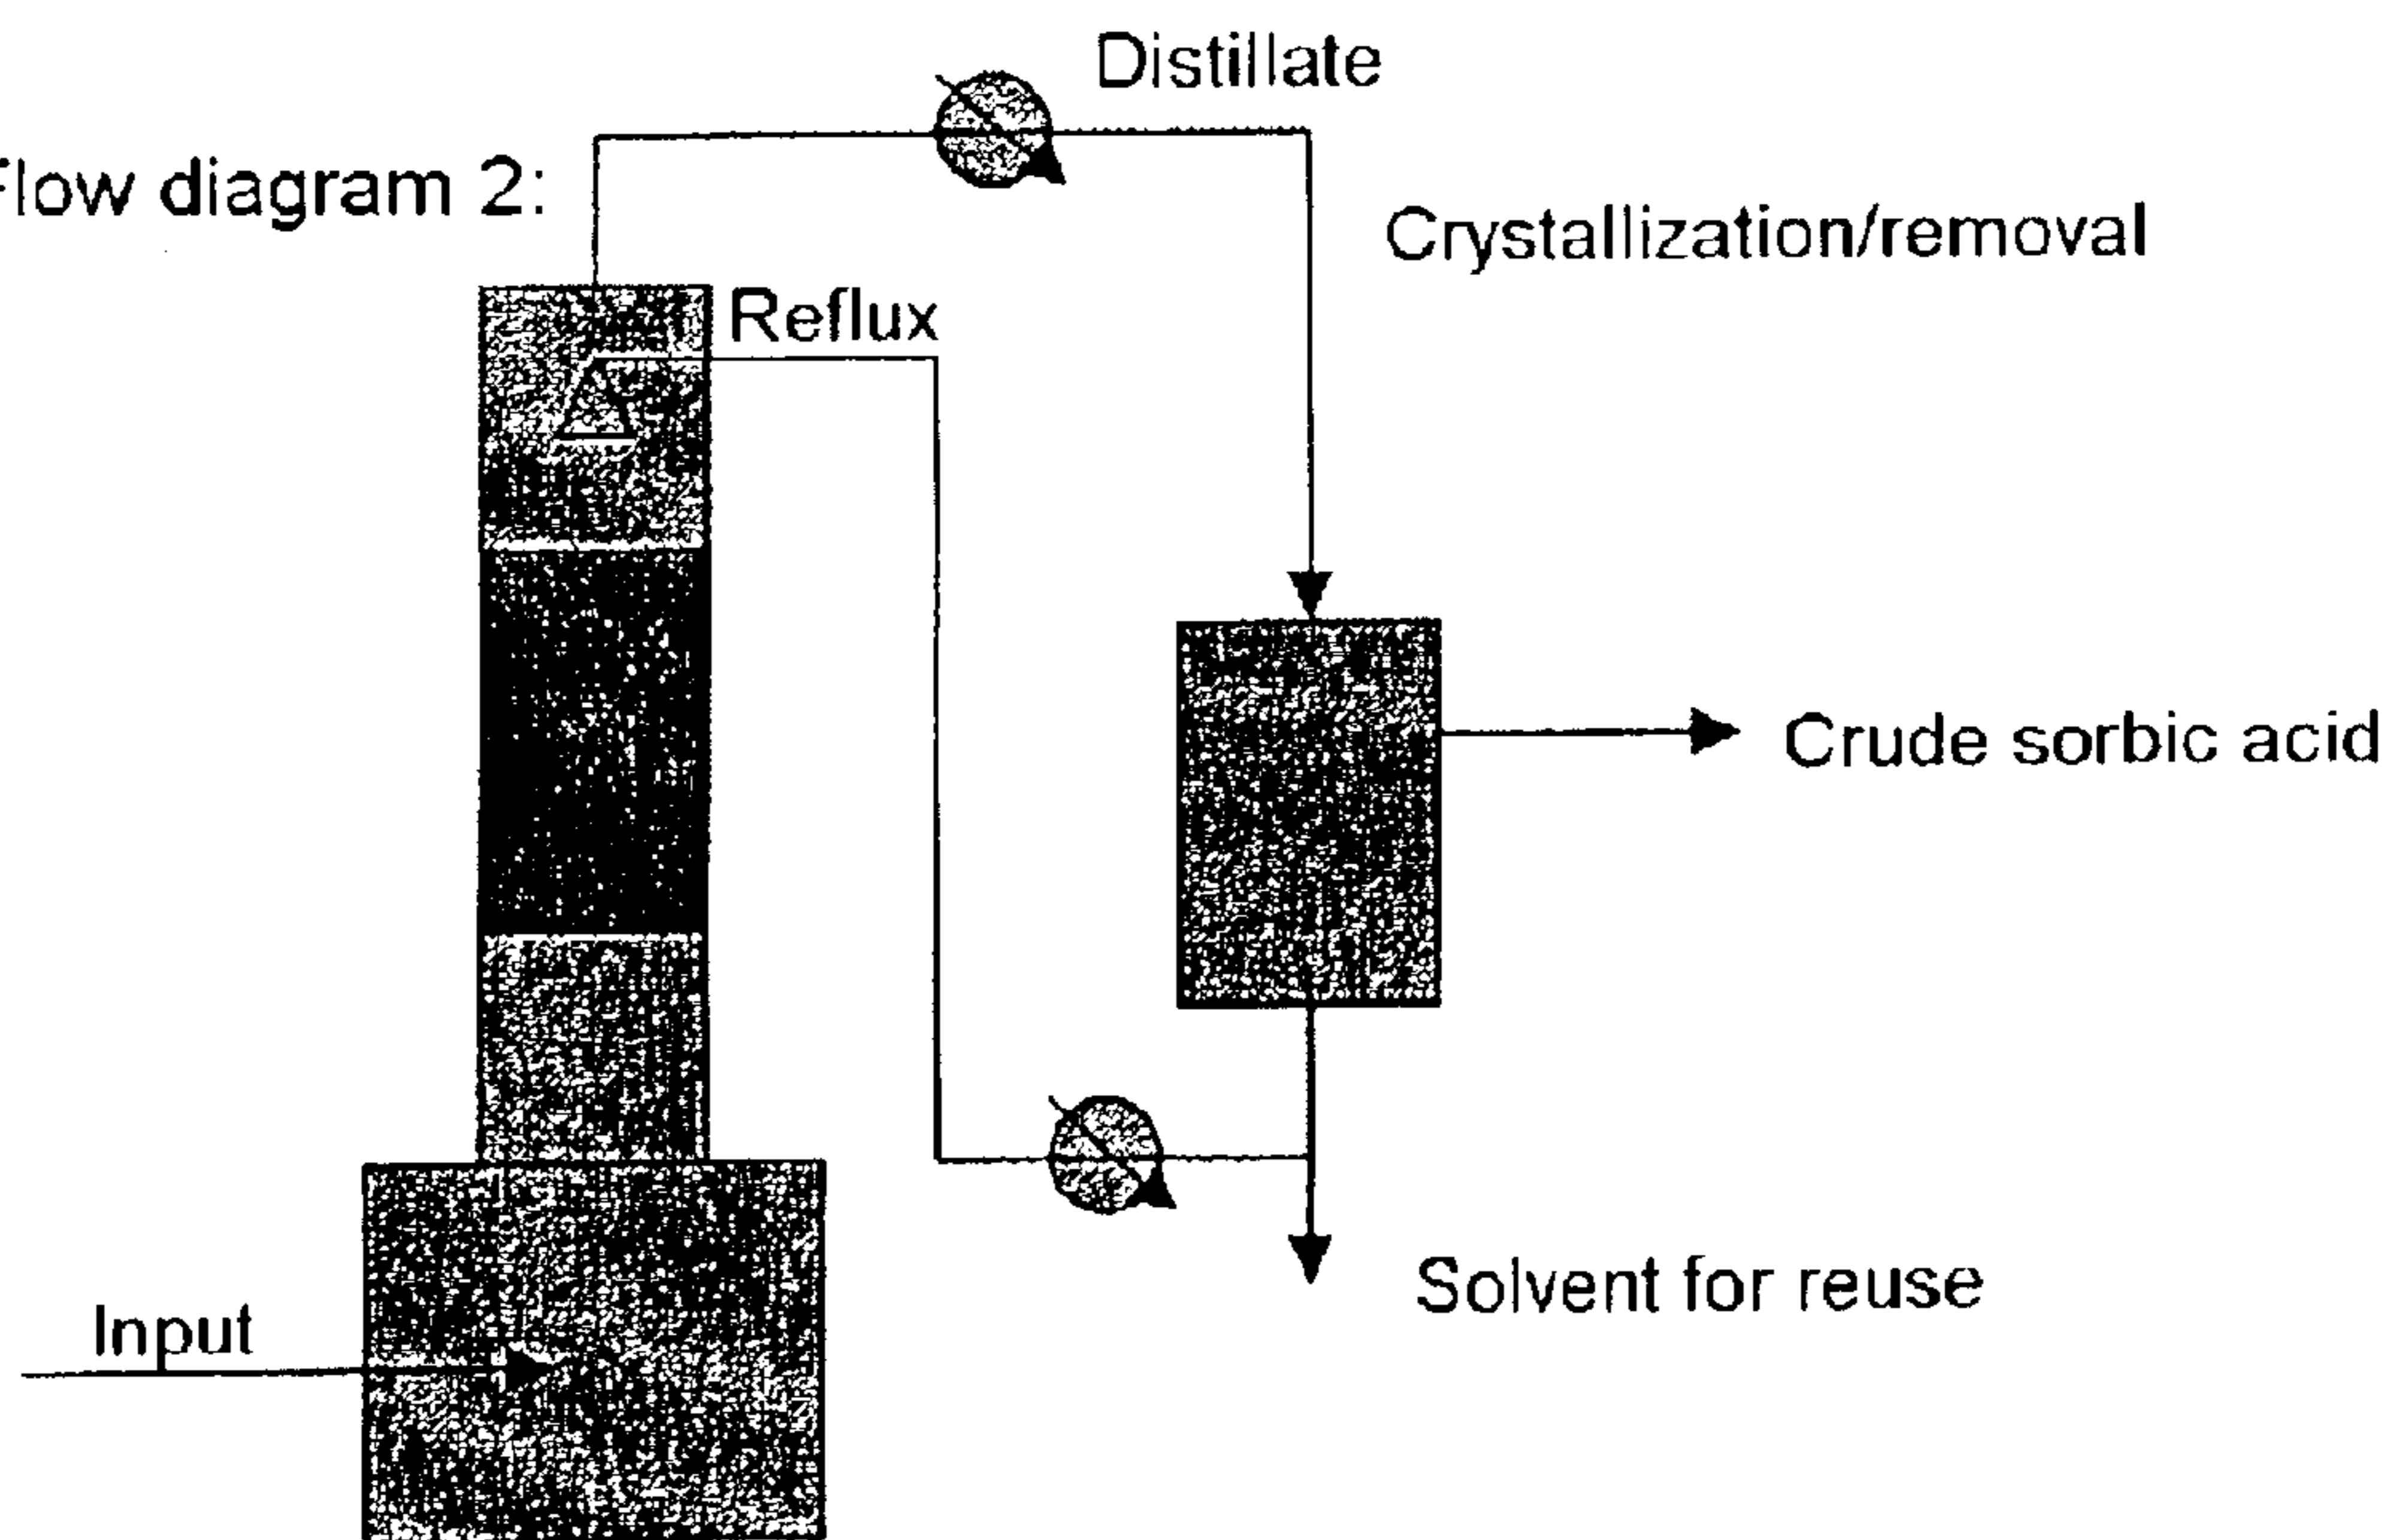 Distillate
Flow diagram 2:
Crystallization/removal
Reflux
Crude sorbic acid
Solvent for reuse
Input